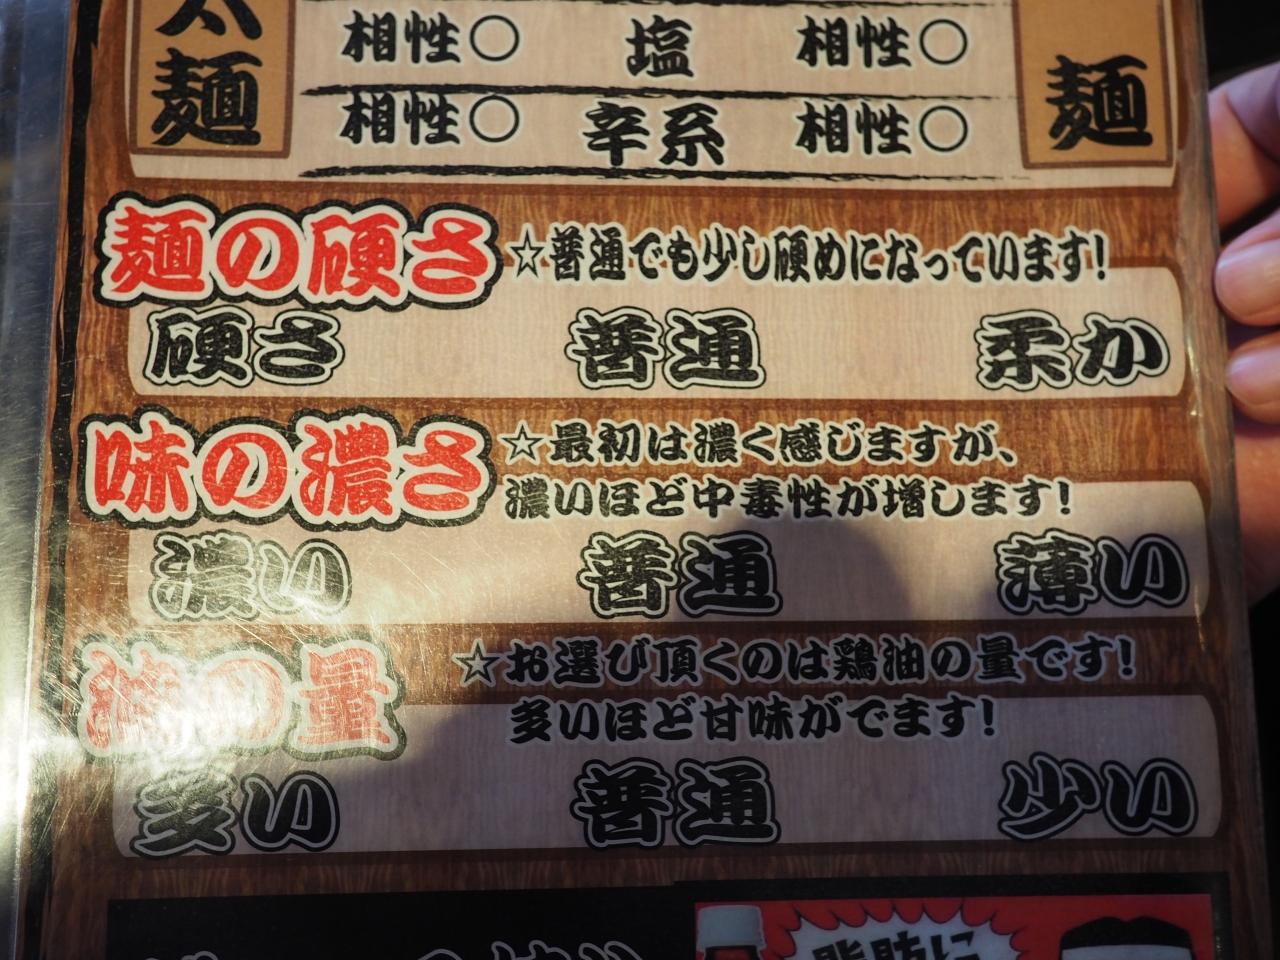 太麺
麺
相性○ 塩 相性○
相性○ 辛系 相性○
麺の硬さ ☆普通でも少し硬めになっています!
硬さ 普通 柔か
味の濃さ ☆最初は濃く感じますが、
濃いほど中毒性が増します!
濃い 普通 薄い
油の量 ☆お選び頂くのは鶏油の量です!
多いほど甘味がでます!
多い 普通 少い
脂肪に